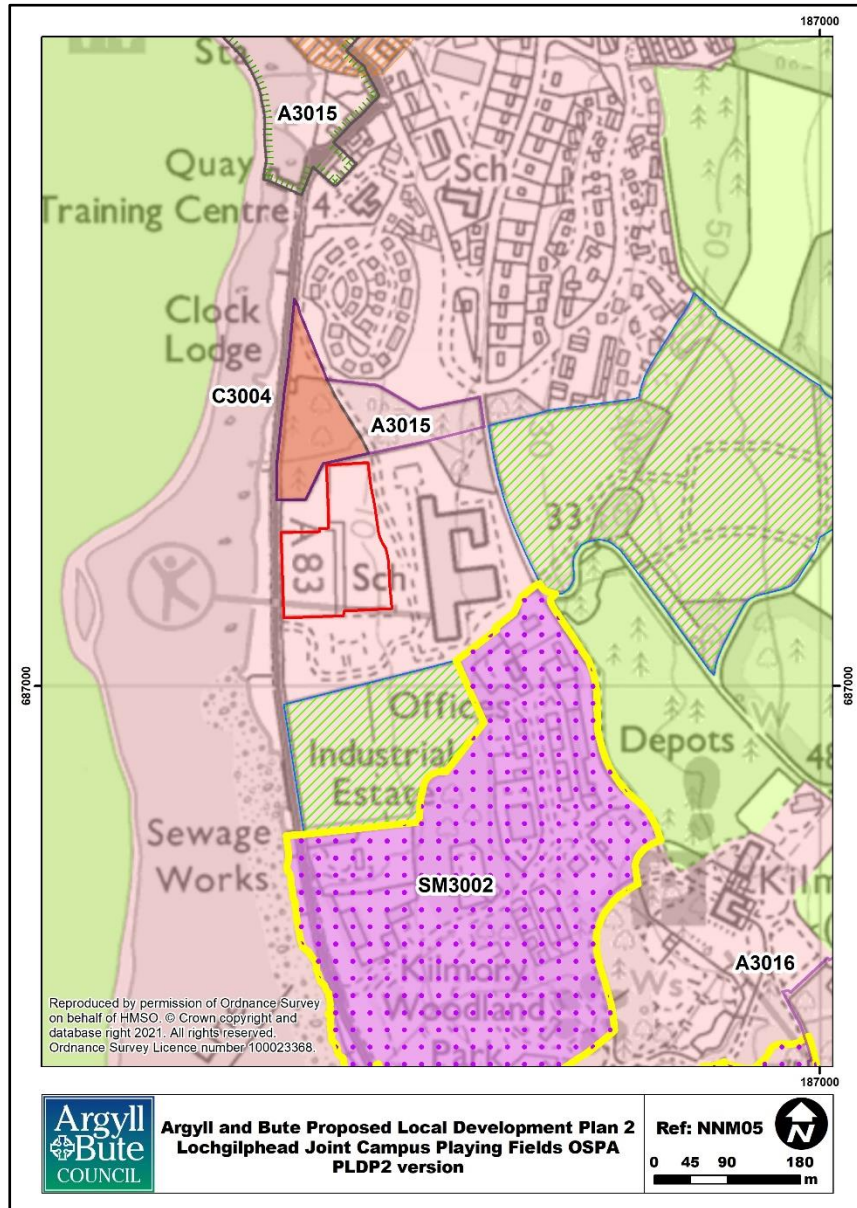 187000
Sta
A3015
Quay
Sch
Training Centre
4
50
Clock
Lodge
C3004
A3015
33
A 83
Sch
687000
687000
Offices
Industrial
Estate
Depots
W
48
Sewage
Works
SM3002
Kilm
A3016
Kilmory
Woodland
Ws
Park
Reproduced by permission of Ordnance Survey
on behalf of HMSO. © Crown copyright and
database right 2021. All rights reserved.
Ordnance Survey Licence number 100023368.
187000
Argyll
&Bute
COUNCIL
Argyll and Bute Proposed Local Development Plan 2
Lochgilphead Joint Campus Playing Fields OSPA
PLDP2 version
Ref: NNM05
N
0 45 90 180
m